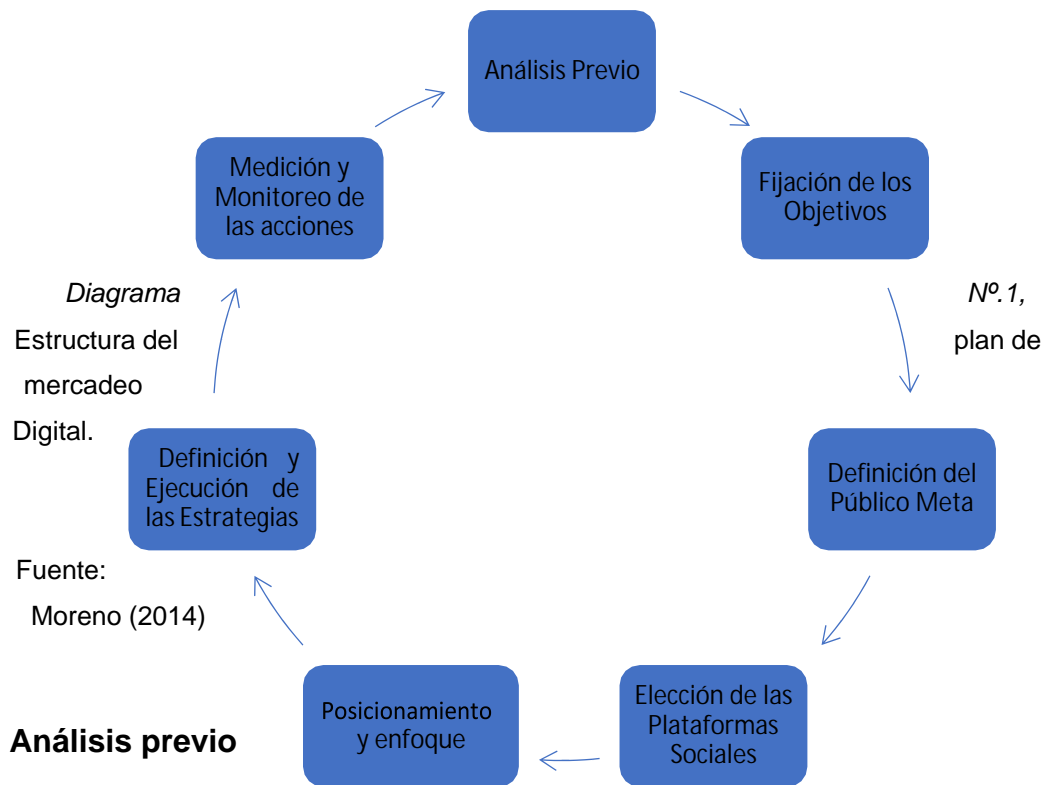 Análisis Previo
Fijación de los
Objetivos
Definición del
Público Meta
Elección de las
Plataformas
Sociales
Posicionamiento
y enfoque
Definición y
Ejecución de
las Estrategias
Medición y
Monitoreo de
las acciones
Diagrama Nº.1,
Estructura del plan de
mercadeo
Digital.
Fuente:
Moreno (2014)
Análisis previo